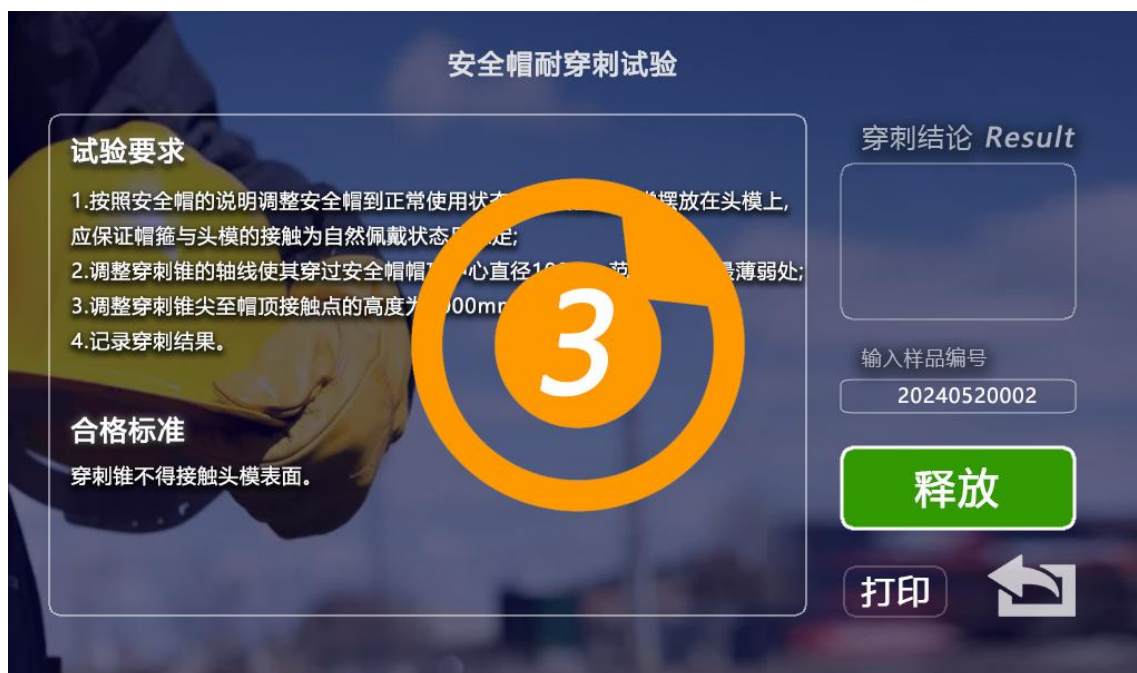 安全帽耐穿刺试验
试验要求
1.按照安全帽的说明调整安全帽到正常使用状 摆放在头模上,
应保证帽箍与头模的接触为自然佩戴状态 定;
2.调整穿刺锥的轴线使其穿过安全帽帽 心直径 薄弱处;
3.调整穿刺锥尖至帽顶接触点的高度为 000m
4.记录穿刺结果。
合格标准
穿刺锥不得接触头模表面。
3
穿刺结论 Result
输入样品编号
20240520002
释放
打印